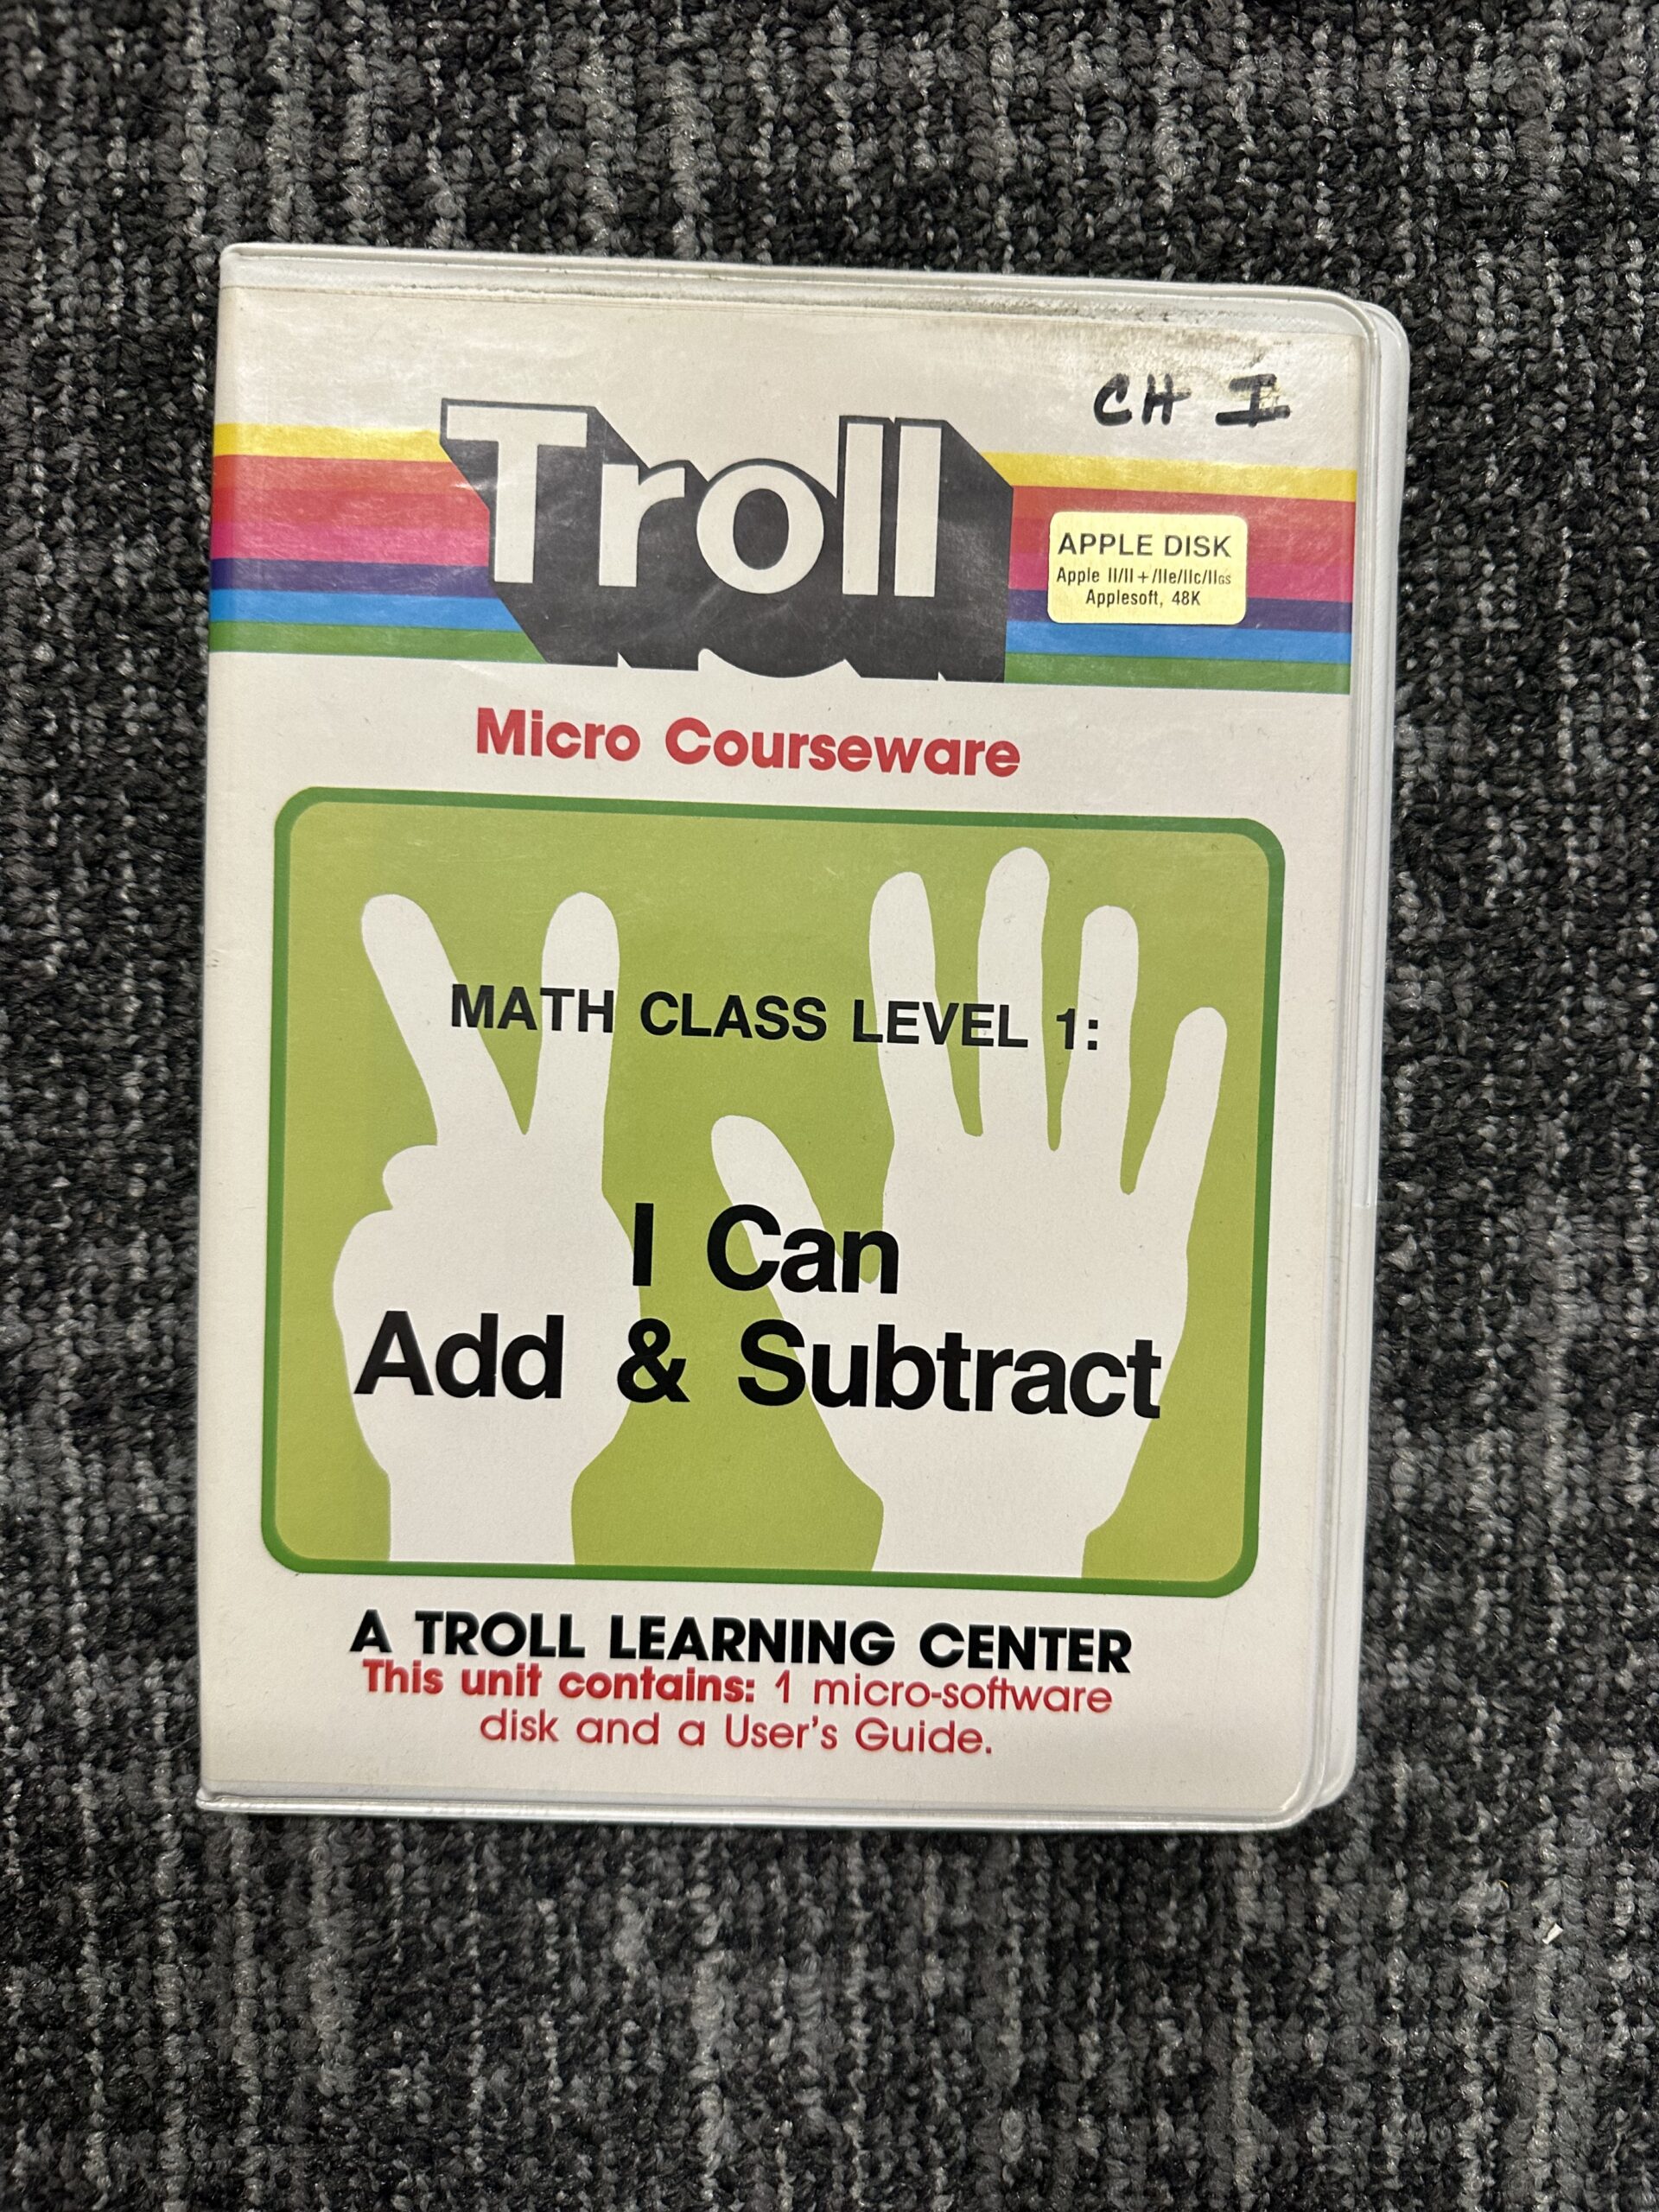 CH I
Troll
APPLE DISK
Apple II/II+/IIe/IIc/IIGS
Applesoft, 48K
Micro Courseware
MATH CLASS LEVEL 1:
I Can
Add & Subtract
A TROLL LEARNING CENTER
This unit contains: 1 micro-software
disk and a User's Guide.